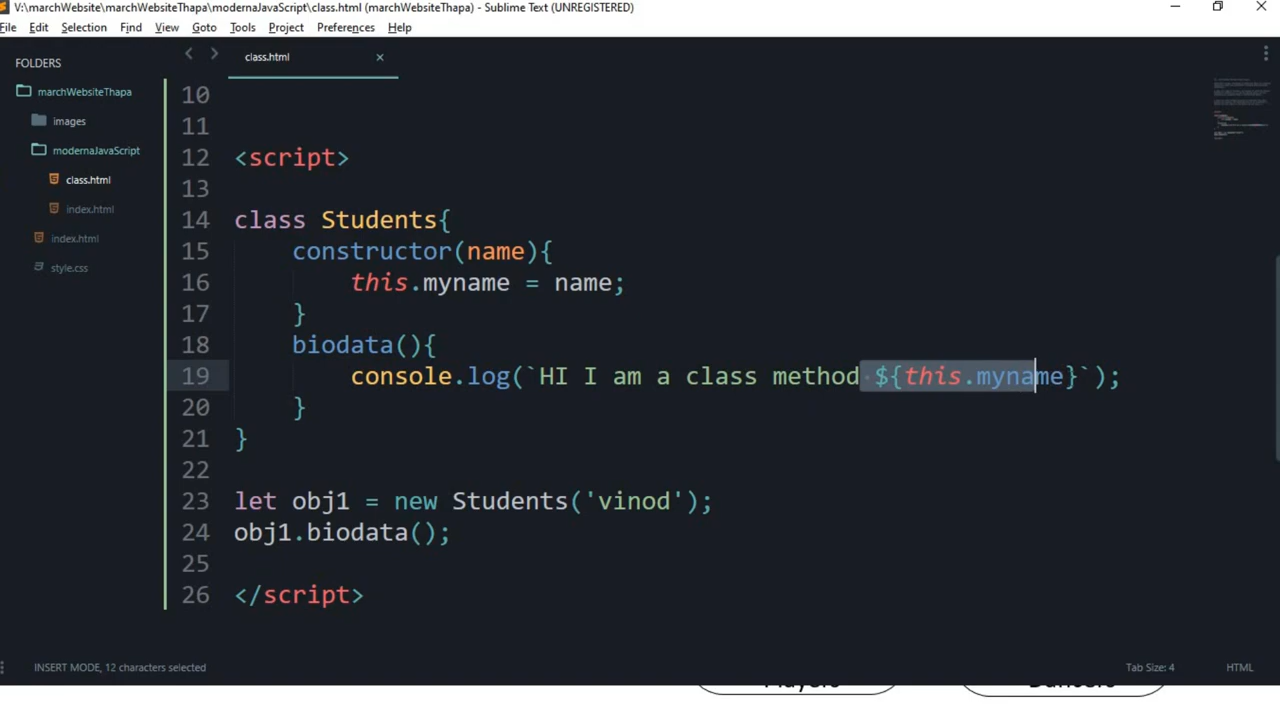 V:\marchWebsite\marchWebsiteThapa\modernaJavaScript\class.html (marchWebsiteThapa) - Sublime Text (UNREGISTERED)
File Edit Selection Find View Goto Tools Project Preferences Help
FOLDERS
marchWebsiteThapa
images
modernaJavaScript
class.html
index.html
index.html
style.css
class.html
10
11
12 <script>
13
14 class Students{
15 constructor(name){
16 this.myname = name;
17 }
18 biodata(){
19 console.log(`HI I am a class method ${this.myname}`);
20 }
21 }
22
23 let obj1 = new Students('vinod');
24 obj1.biodata();
25
26 </script>
INSERT MODE, 12 characters selected
Tab Size: 4 HTML
Players Dancers